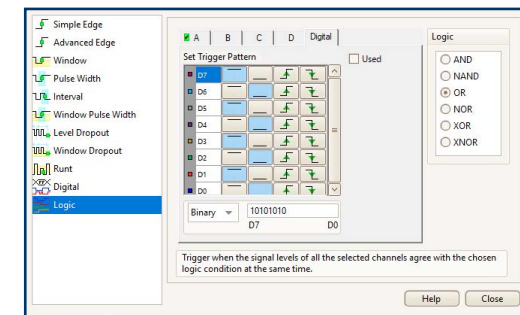 Simple Edge
Advanced Edge
Window
Pulse Width
Interval
Window Pulse Width
Level Dropout
Window Dropout
Runt
Digital
Logic
A B C D Digital
Set Trigger Pattern
Used
D7
D6
D5
D4
D3
D2
D1
D0
Binary 10101010
D7 D0
Logic
AND
NAND
OR
NOR
XOR
XNOR
Trigger when the signal levels of all the selected channels agree with the chosen
logic condition at the same time.
Help Close